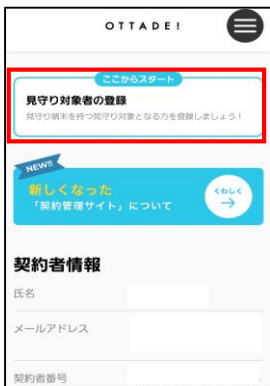 OTTADE!
ここからスタート
見守り対象者の登録
見守り端末を持つ見守り対象となる方を登録しましょう！
NEW!!
新しくなった
「契約管理サイト」について
くわしく
契約者情報
氏名
メールアドレス
契約者番号